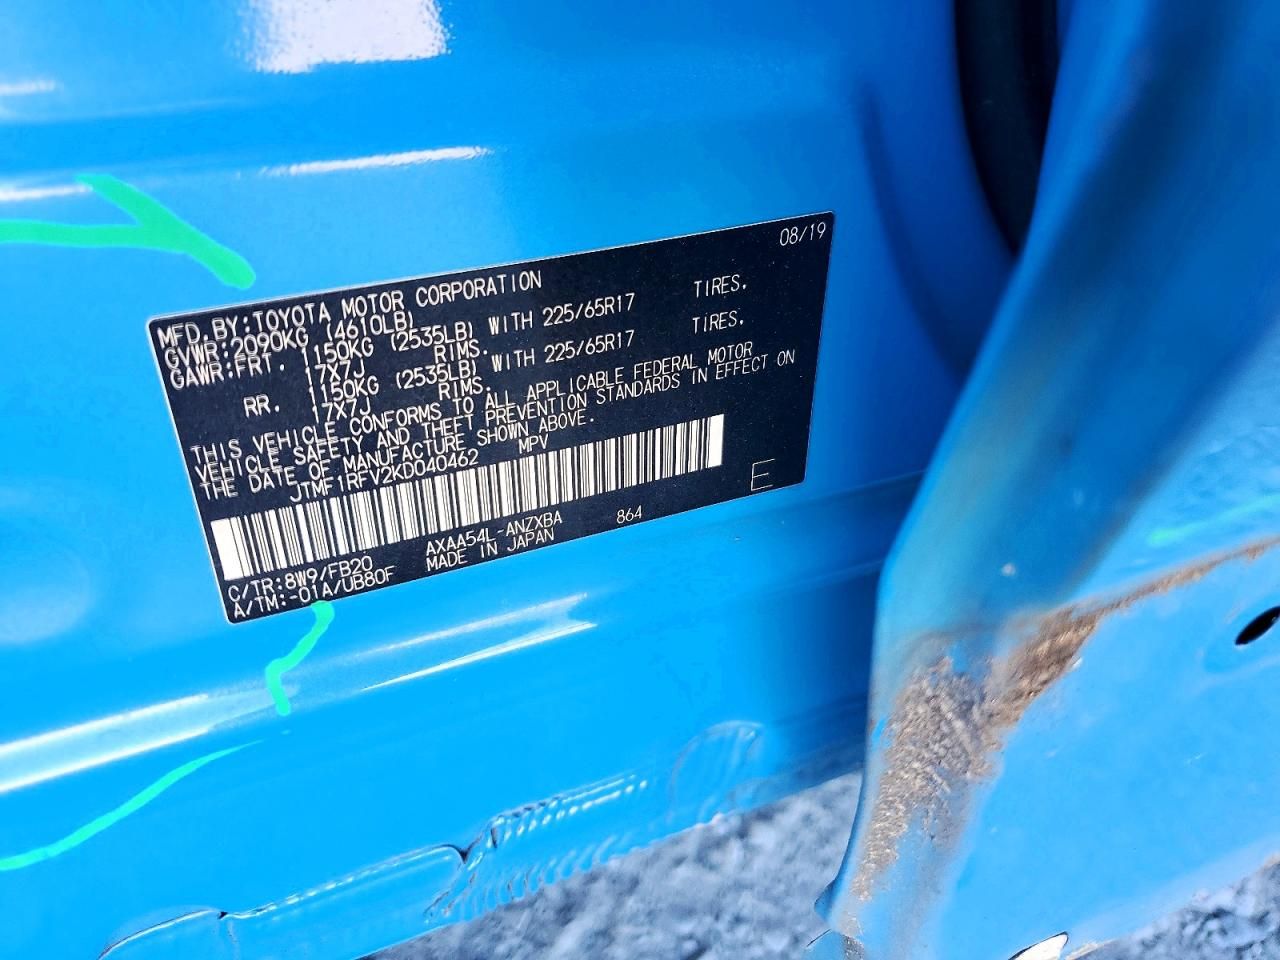 08/19
MFD. BY: TOYOTA MOTOR CORPORATION
GVWR: 2090KG (4610LB)
GAWR: FRT. 1150KG (2535LB) WITH 225/65R17 TIRES.
17X7J RIMS.
RR. 1150KG (2535LB) WITH 225/65R17 TIRES.
17X7J RIMS.
THIS VEHICLE CONFORMS TO ALL APPLICABLE FEDERAL MOTOR
VEHICLE SAFETY AND THEFT PREVENTION STANDARDS IN EFFECT ON
THE DATE OF MANUFACTURE SHOWN ABOVE.
JTMF1RFV2KD040462 MPV
E
C/TR: 8W9/FB20 AXAA54L-ANZXBA 864
A/TM: -01A/UB80F MADE IN JAPAN